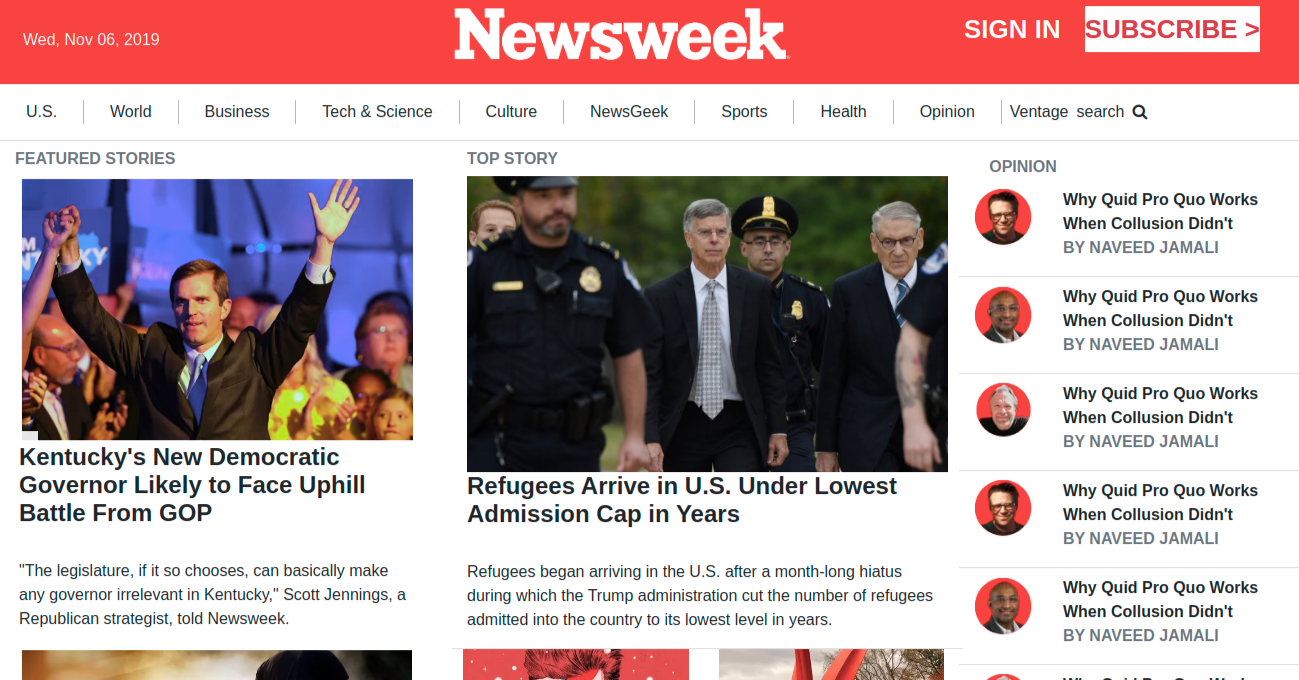 Wed, Nov 06, 2019
Newsweek
SIGN IN
SUBSCRIBE >
U.S.
World
Business
Tech & Science
Culture
NewsGeek
Sports
Health
Opinion
Ventage
search
FEATURED STORIES
Kentucky's New Democratic
Governor Likely to Face Uphill
Battle From GOP
"The legislature, if it so chooses, can basically make
any governor irrelevant in Kentucky," Scott Jennings, a
Republican strategist, told Newsweek.
TOP STORY
Refugees Arrive in U.S. Under Lowest
Admission Cap in Years
Refugees began arriving in the U.S. after a month-long hiatus
during which the Trump administration cut the number of refugees
admitted into the country to its lowest level in years.
OPINION
Why Quid Pro Quo Works
When Collusion Didn't
BY NAVEED JAMALI
Why Quid Pro Quo Works
When Collusion Didn't
BY NAVEED JAMALI
Why Quid Pro Quo Works
When Collusion Didn't
BY NAVEED JAMALI
Why Quid Pro Quo Works
When Collusion Didn't
BY NAVEED JAMALI
Why Quid Pro Quo Works
When Collusion Didn't
BY NAVEED JAMALI